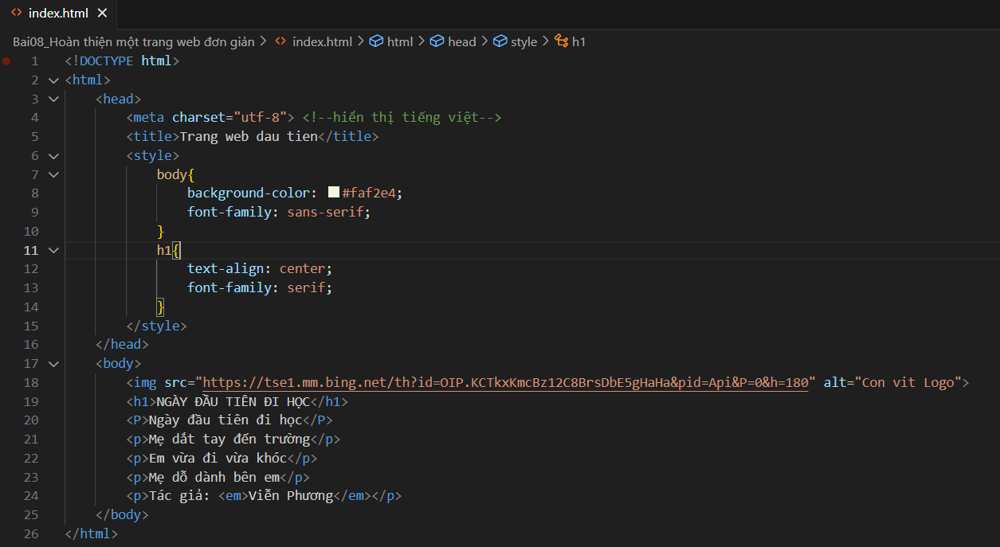 index.html
Bai08_Hoàn thiện một trang web đơn giản > index.html > html > head > style > h1
1 <!DOCTYPE html>
2 <html>
3 <head>
4 <meta charset="utf-8"> <!--hiển thị tiếng việt-->
5 <title>Trang web dau tien</title>
6 <style>
7 body{
8 background-color: #faf2e4;
9 font-family: sans-serif;
10 }
11 h1{
12 text-align: center;
13 font-family: serif;
14 }
15 </style>
16 </head>
17 <body>
18 <img src="https://tse1.mm.bing.net/th?id=OIP.KCTkxKmcBz12C8BrsDbE5gHaHa&pid=Api&P=0&h=180" alt="Con vit Logo">
19 <h1>NGÀY ĐẦU TIÊN ĐI HỌC</h1>
20 <P>Ngày đầu tiên đi học</P>
21 <p>Mẹ dắt tay đến trường</p>
22 <p>Em vừa đi vừa khóc</p>
23 <p>Mẹ dỗ dành bên em</p>
24 <p>Tác giả: <em>Viễn Phương</em></p>
25 </body>
26 </html>